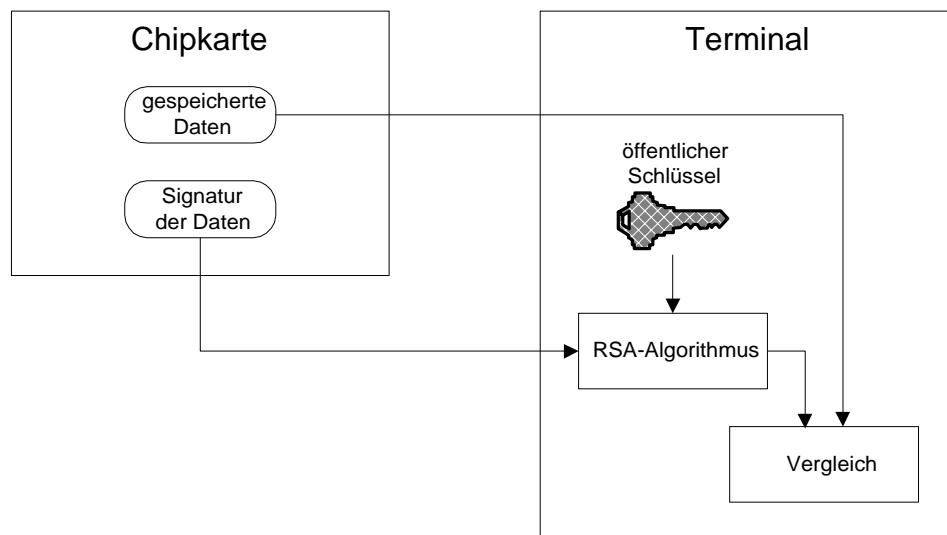 Chipkarte
gespeicherte
Daten
Signatur
der Daten
Terminal
öffentlicher
Schlüssel
RSA-Algorithmus
Vergleich